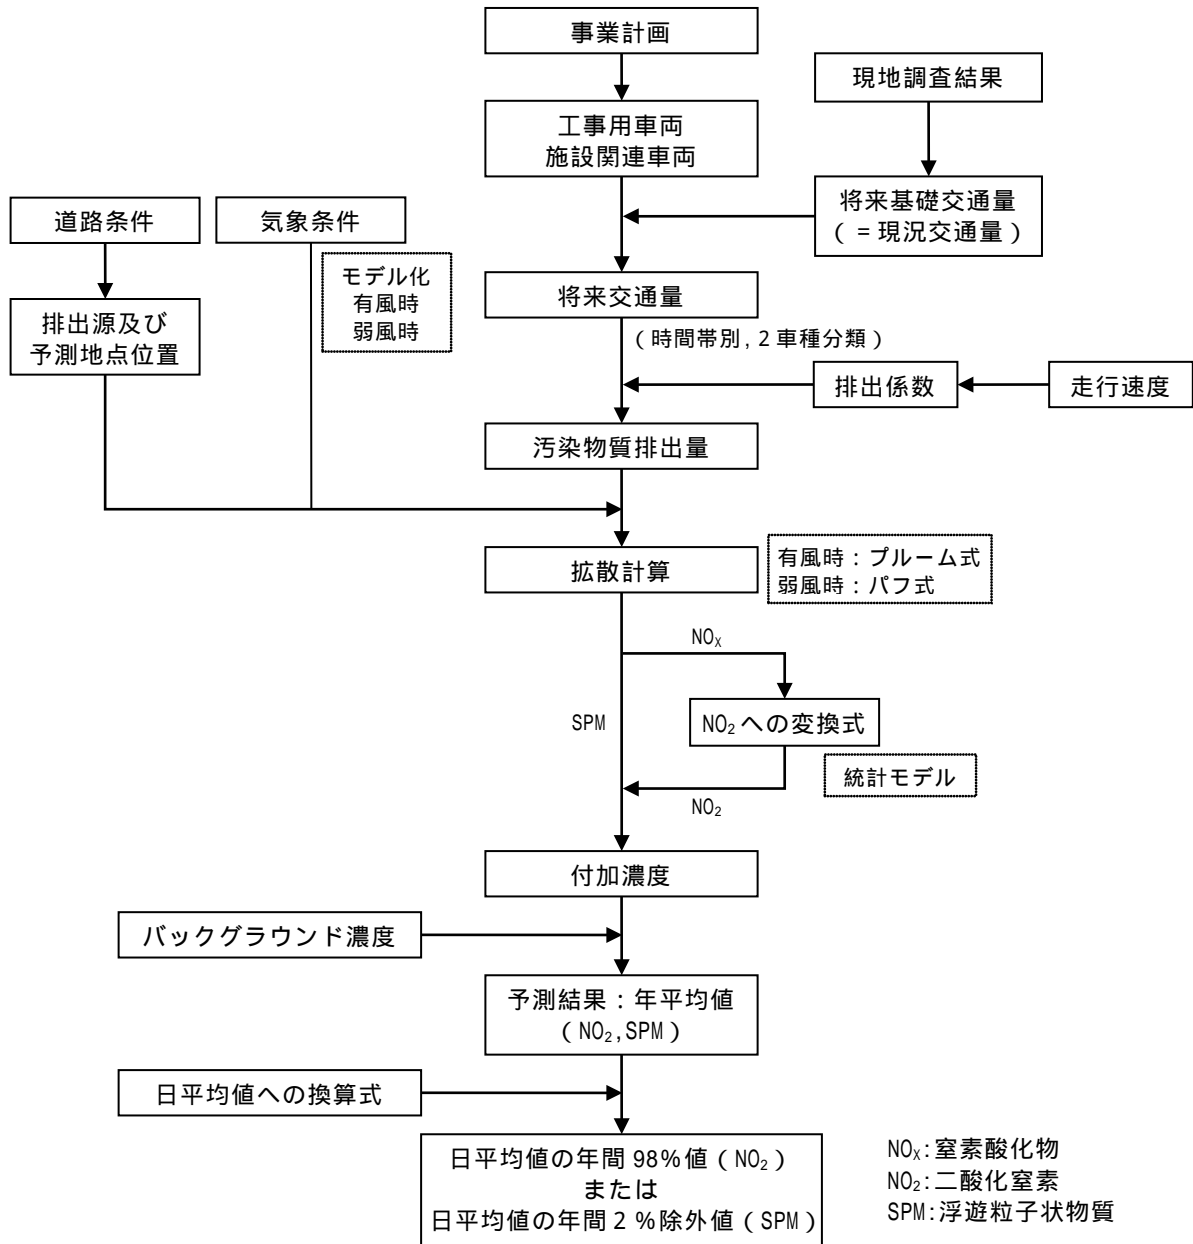 事業計画
現地調査結果
工事用車両
施設関連車両
道路条件
気象条件
将来基礎交通量
(=現況交通量)
モデル化
有風時
弱風時
排出源及び
予測地点位置
将来交通量
(時間帯別,2車種分類)
排出係数
走行速度
汚染物質排出量
拡散計算
有風時:プルーム式
弱風時:パフ式
NOX
SPM
NO2への変換式
統計モデル
NO2
付加濃度
バックグラウンド濃度
予測結果:年平均値
(NO2,SPM)
日平均値への換算式
日平均値の年間98%値(NO2)
または
日平均値の年間2%除外値(SPM)
NOX:窒素酸化物
NO2:二酸化窒素
SPM:浮遊粒子状物質